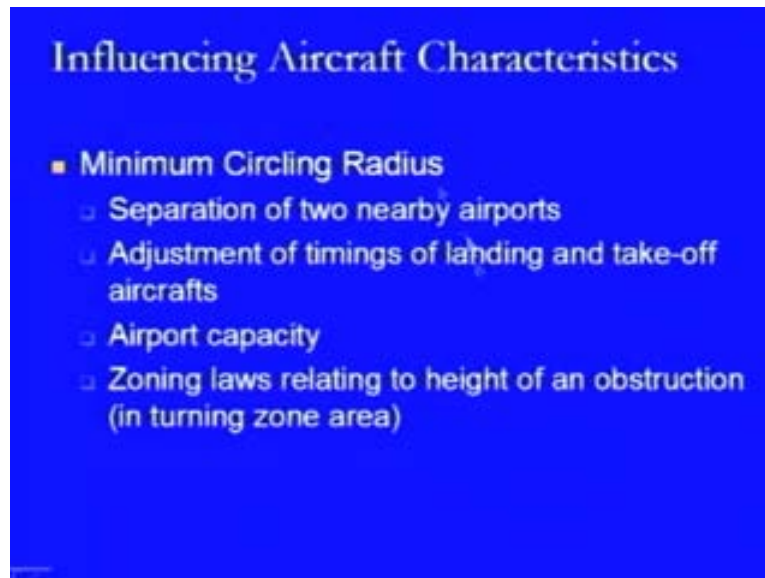 Influencing Aircraft Characteristics
Minimum Circling Radius
Separation of two nearby airports
Adjustment of timings of landing and take-off
aircrafts
Airport capacity
Zoning laws relating to height of an obstruction
(in turning zone area)